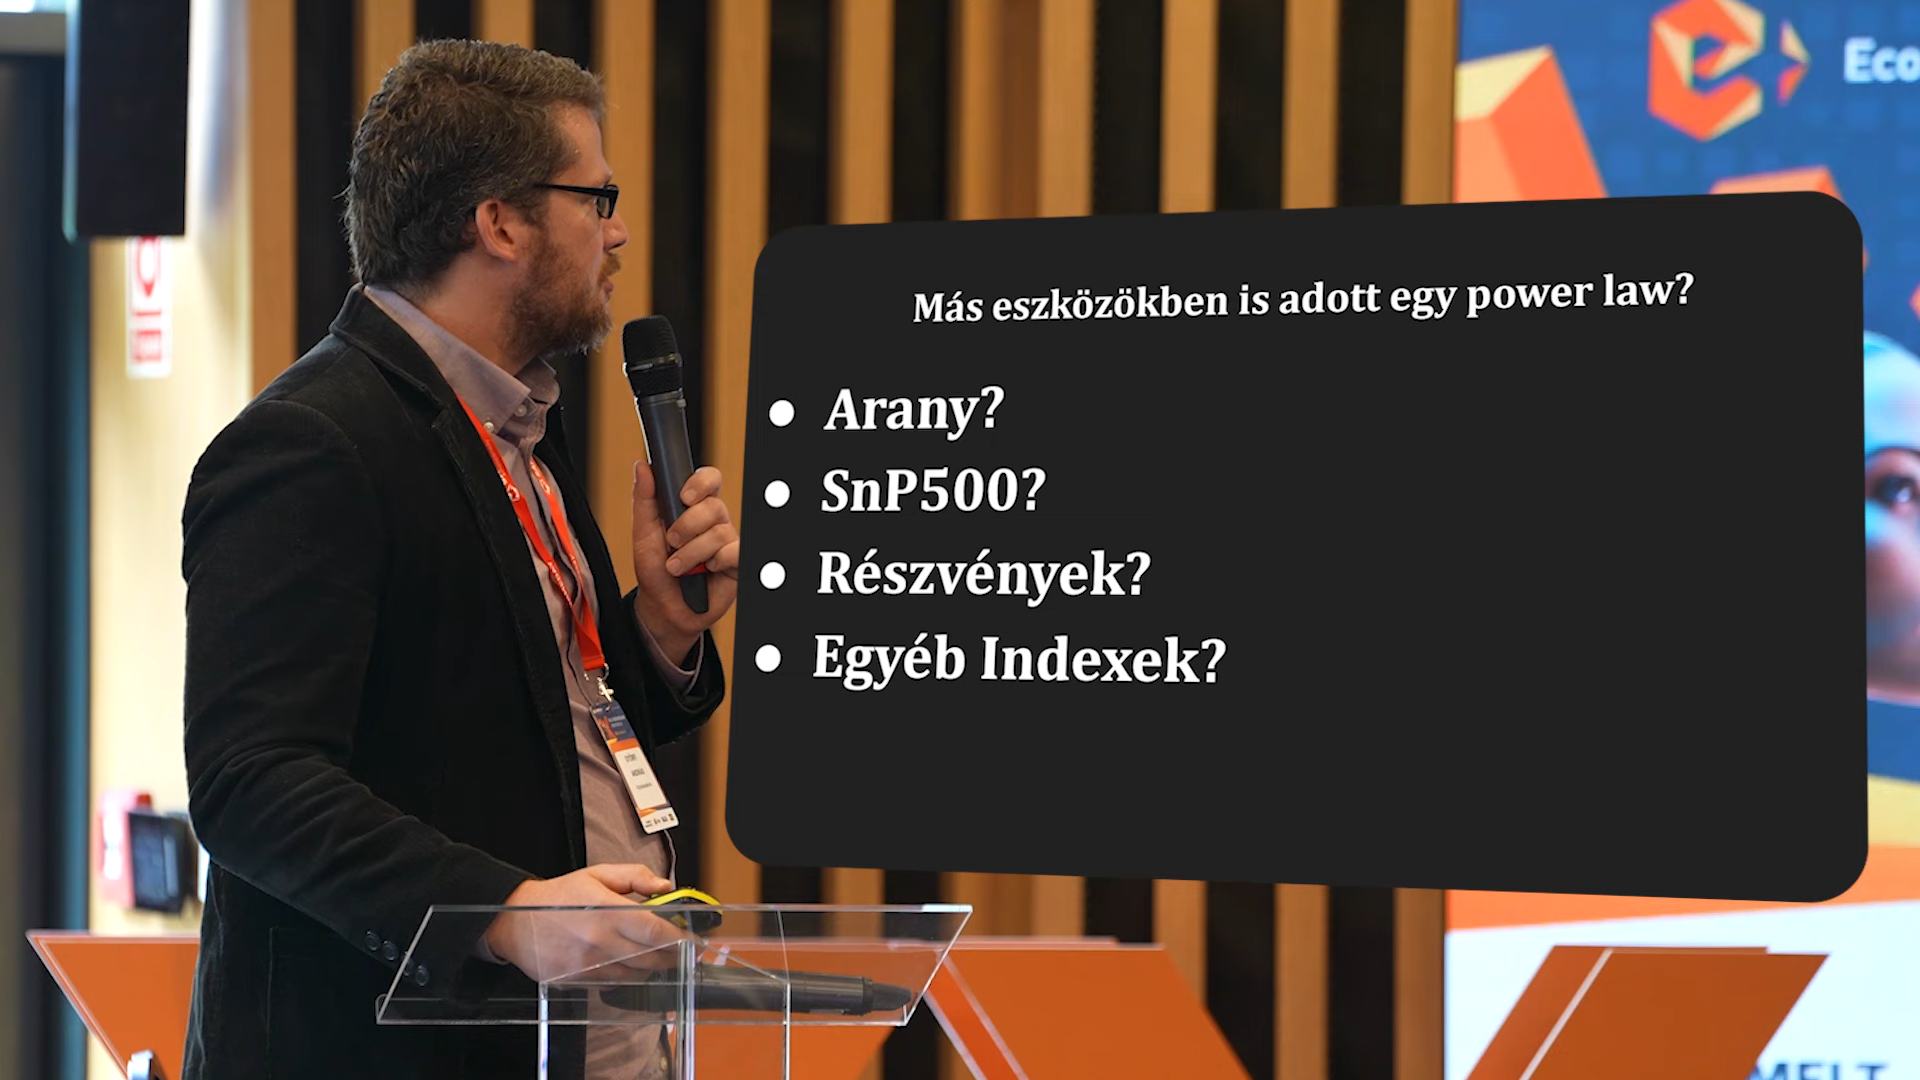 Eco
Más eszközökben is adott egy power law?
• Arany?
• SnP500?
• Részvények?
• Egyéb Indexek?